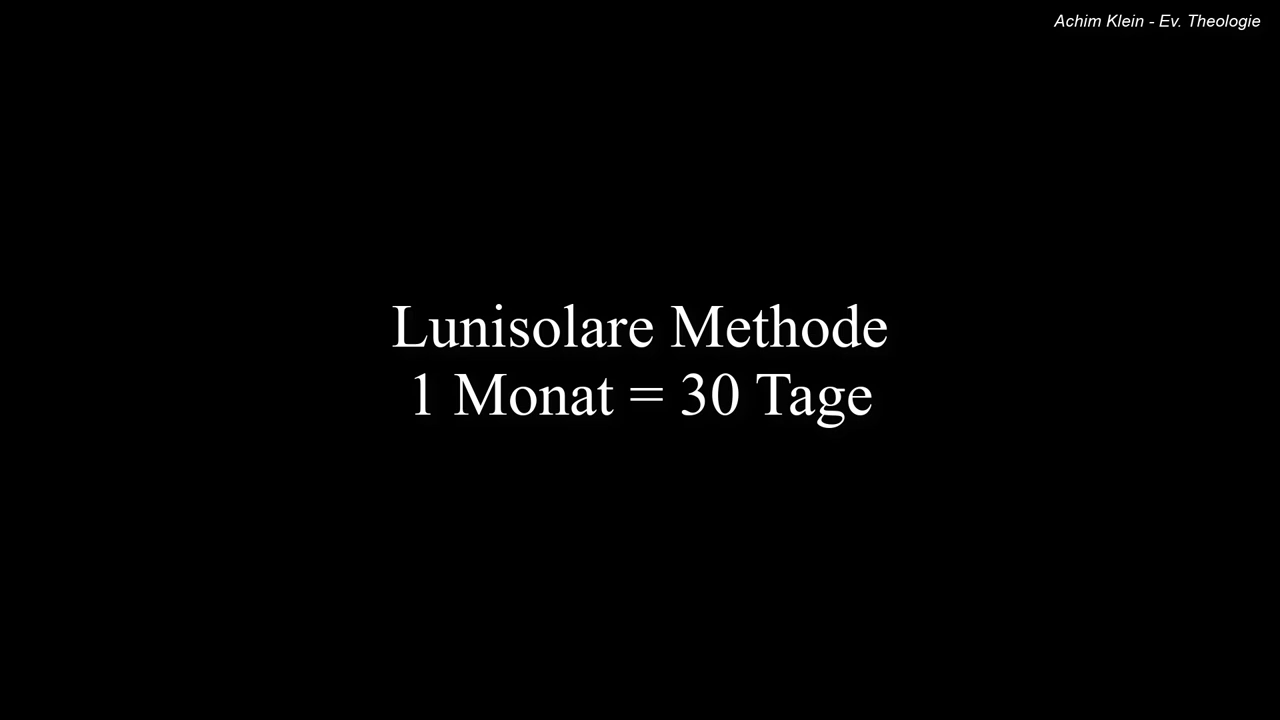 Achim Klein - Ev. Theologie
Lunisolare Methode
1 Monat = 30 Tage